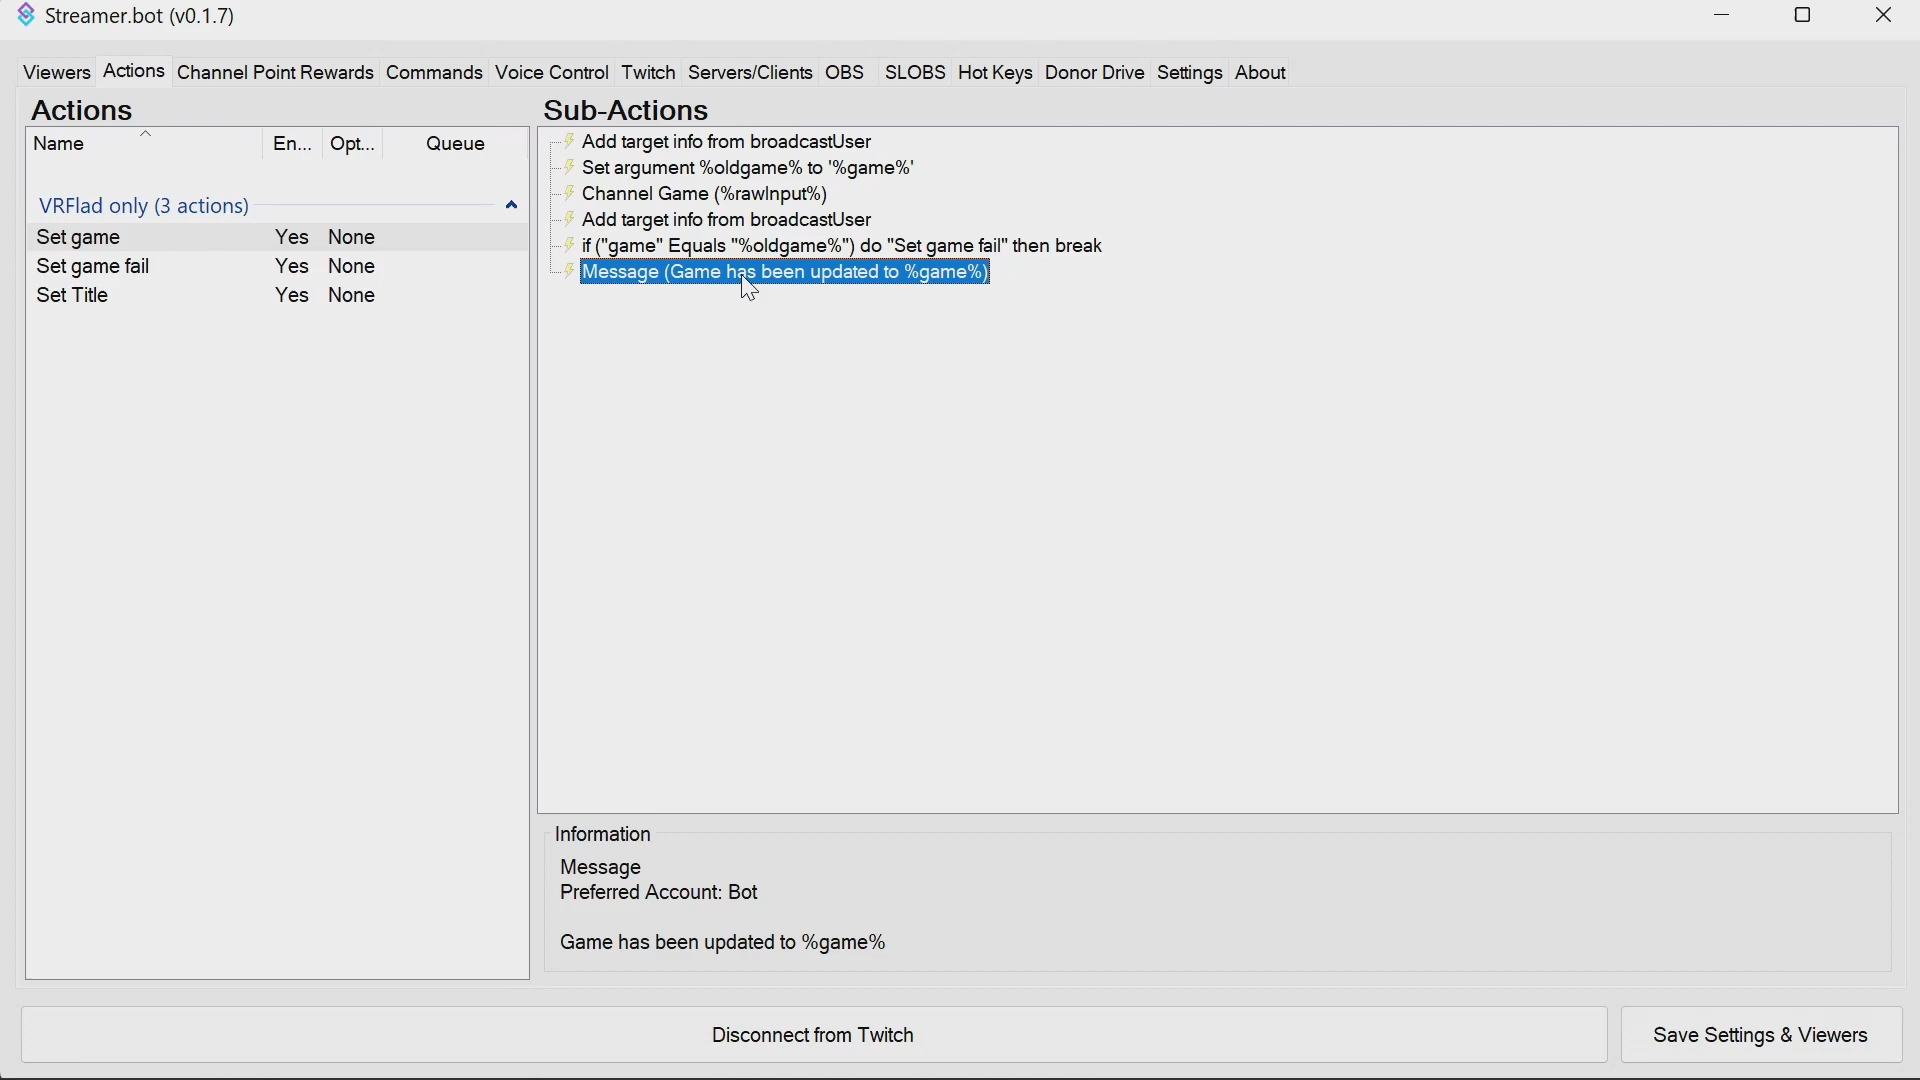 Streamer.bot (v0.1.7)
Viewers Actions Channel Point Rewards Commands Voice Control Twitch Servers/Clients OBS SLOBS Hot Keys Donor Drive Settings About
Actions
Name En... Opt... Queue
VRFlad only (3 actions)
Set game Yes None
Set game fail Yes None
Set Title Yes None
Sub-Actions
Add target info from broadcastUser
Set argument %oldgame% to '%game%'
Channel Game (%rawInput%)
Add target info from broadcastUser
if ("game" Equals "%oldgame%") do "Set game fail" then break
Message (Game has been updated to %game%)
Information
Message
Preferred Account: Bot
Game has been updated to %game%
Disconnect from Twitch
Save Settings & Viewers